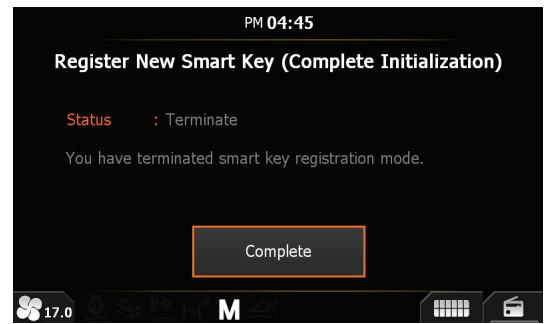 PM 04:45
Register New Smart Key (Complete Initialization)
Status : Terminate
You have terminated smart key registration mode.
Complete
17.0 M